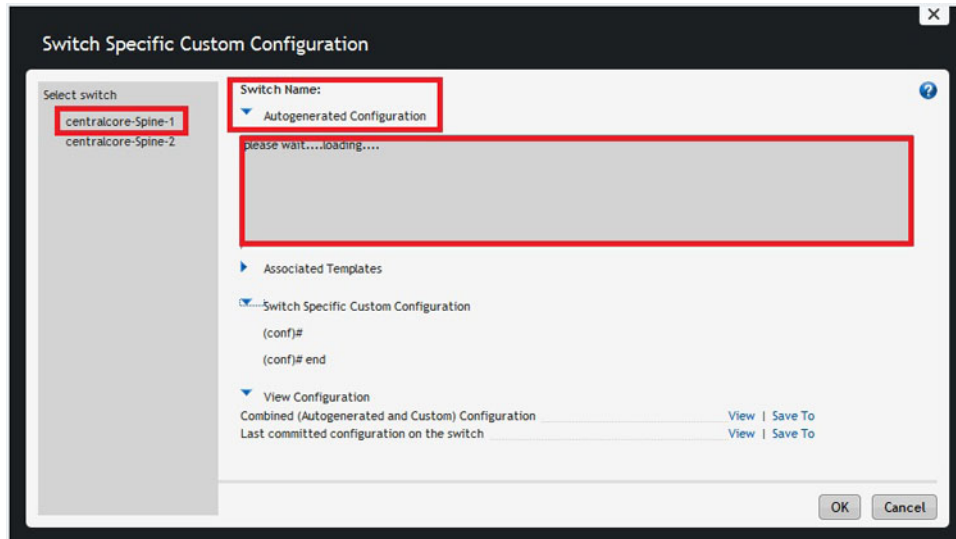 Switch Specific Custom Configuration
Select switch
centralcore-Spine-1
centralcore-Spine-2
Switch Name:
Autogenerated Configuration
please wait....loading....
Associated Templates
Switch Specific Custom Configuration
(conf)#
(conf)# end
View Configuration
Combined (Autogenerated and Custom) Configuration View | Save To
Last committed configuration on the switch View | Save To
OK Cancel